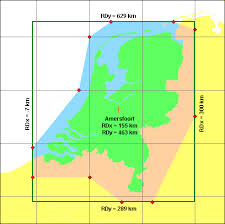 RDy = 629 km
RDx = -7 km
Amersfoort
RDx = 155 km
RDy = 463 km
RDx = 300 km
RDy = 289 km